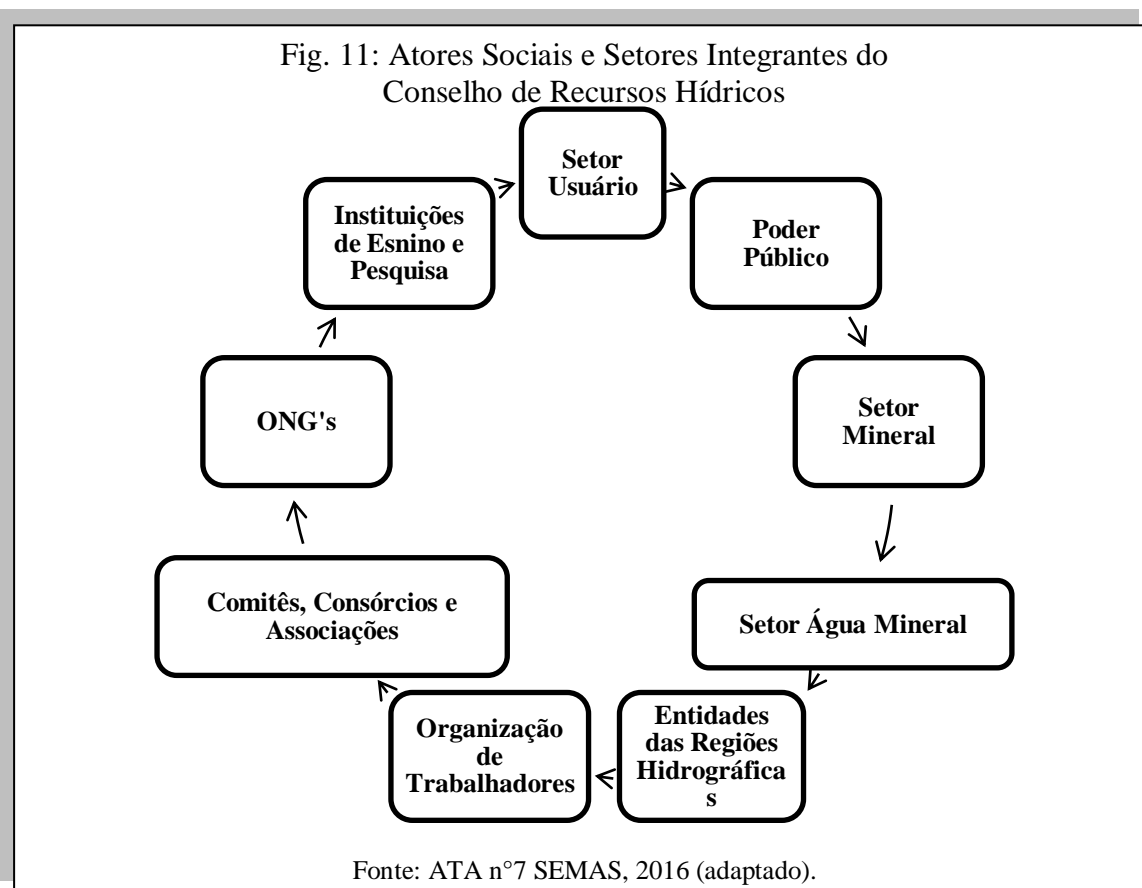 Fig. 11: Atores Sociais e Setores Integrantes do
Conselho de Recursos Hídricos
Setor
Usuário
Poder
Público
Setor
Mineral
Setor Água Mineral
Entidades
das Regiões
Hidrográfica
s
Organização
de
Trabalhadores
Comitês, Consórcios e
Associações
ONG's
Instituições
de Esnino e
Pesquisa
Fonte: ATA n°7 SEMAS, 2016 (adaptado).